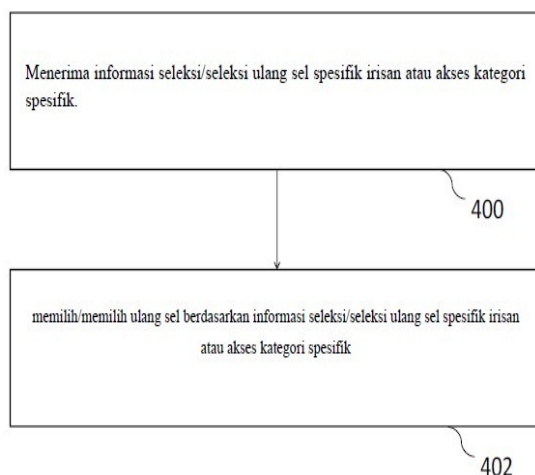 Menerima informasi seleksi/seleksi ulang sel spesifik irisan atau akses kategori
spesifik.
400
memilih/memilih ulang sel berdasarkan informasi seleksi/seleksi ulang sel spesifik irisan
atau akses kategori spesifik
402